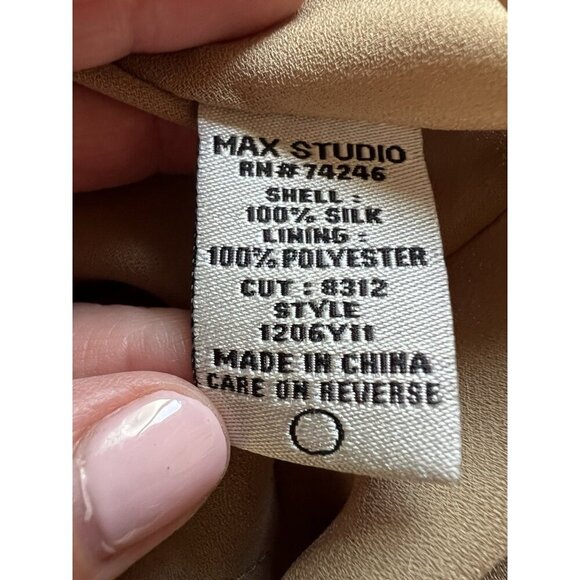 MAX STUDIO
RN# 74246
SHELL :
100% SILK
LINING :
100% POLYESTER
CUT : 8312
STYLE
1206Y11
MADE IN CHINA
CARE ON REVERSE